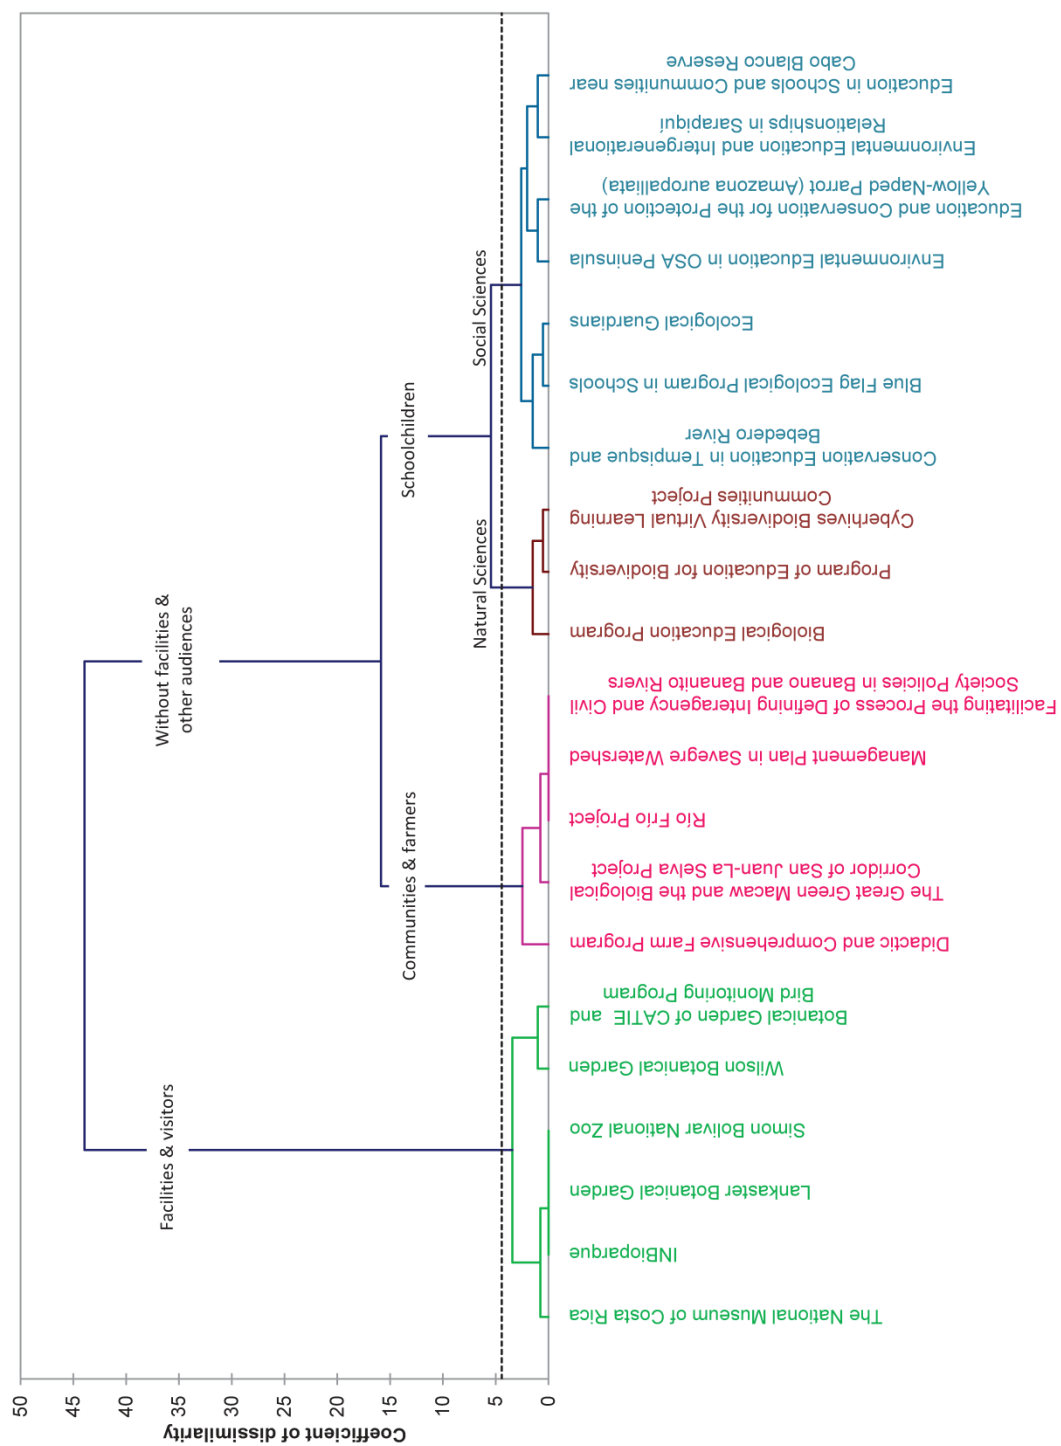 50
45
40
35
30
25
20
15
10
5
0
Coefficient of dissimilarity
Facilities & visitors
Without facilities &
other audiences
Communities & farmers
Schoolchildren
Natural Sciences
Social Sciences
The National Museum of Costa Rica
INBioparque
Lankaster Botanical Garden
Simon Bolivar National Zoo
Wilson Botanical Garden
Botanical Garden of CATIE and
Bird Monitoring Program
Didactic and Comprehensive Farm Program
The Great Green Macaw and the Biological
Corridor of San Juan-La Selva Project
Río Frío Project
Management Plan in Savegre Watershed
Facilitating the Process of Defining Interagency and Civil
Society Policies in Banano and Bananito Rivers
Biological Education Program
Program of Education for Biodiversity
Cyberhives Biodiversity Virtual Learning
Communities Project
Conservation Education in Tempisque and
Bebedero River
Blue Flag Ecological Program in Schools
Ecological Guardians
Environmental Education in OSA Peninsula
Education and Conservation for the Protection of the
Yellow-Naped Parrot (Amazona auropalliata)
Environmental Education and Intergenerational
Relationships in Sarapiquí
Education in Schools and Communities near
Cabo Blanco Reserve